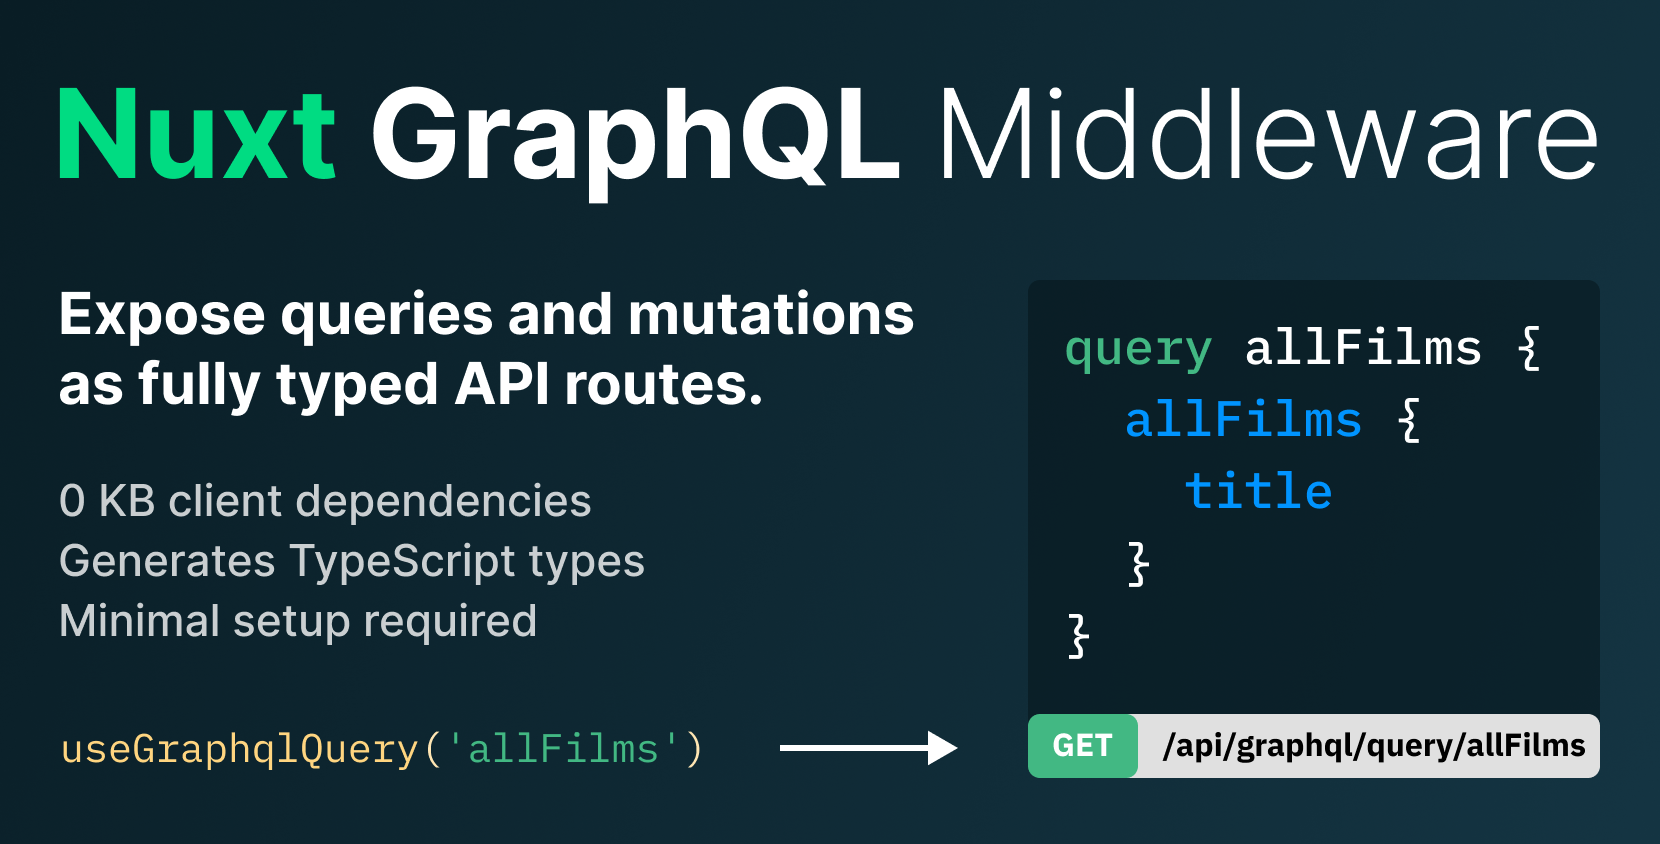 Nuxt GraphQL Middleware
Expose queries and mutations
as fully typed API routes.
0 KB client dependencies
Generates TypeScript types
Minimal setup required
useGraphqlQuery('allFilms')
query allFilms {
  allFilms {
    title
  }
}
GET /api/graphql/query/allFilms